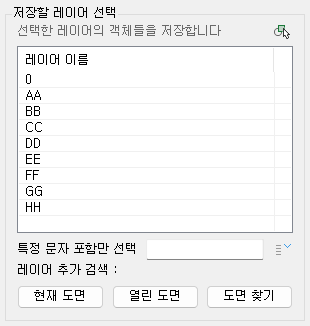 저장할 레이어 선택
선택한 레이어의 객체들을 저장합니다
레이어 이름
0
AA
BB
CC
DD
EE
FF
GG
HH
특정 문자 포함만 선택
레이어 추가 검색 :
현재 도면
열린 도면
도면 찾기